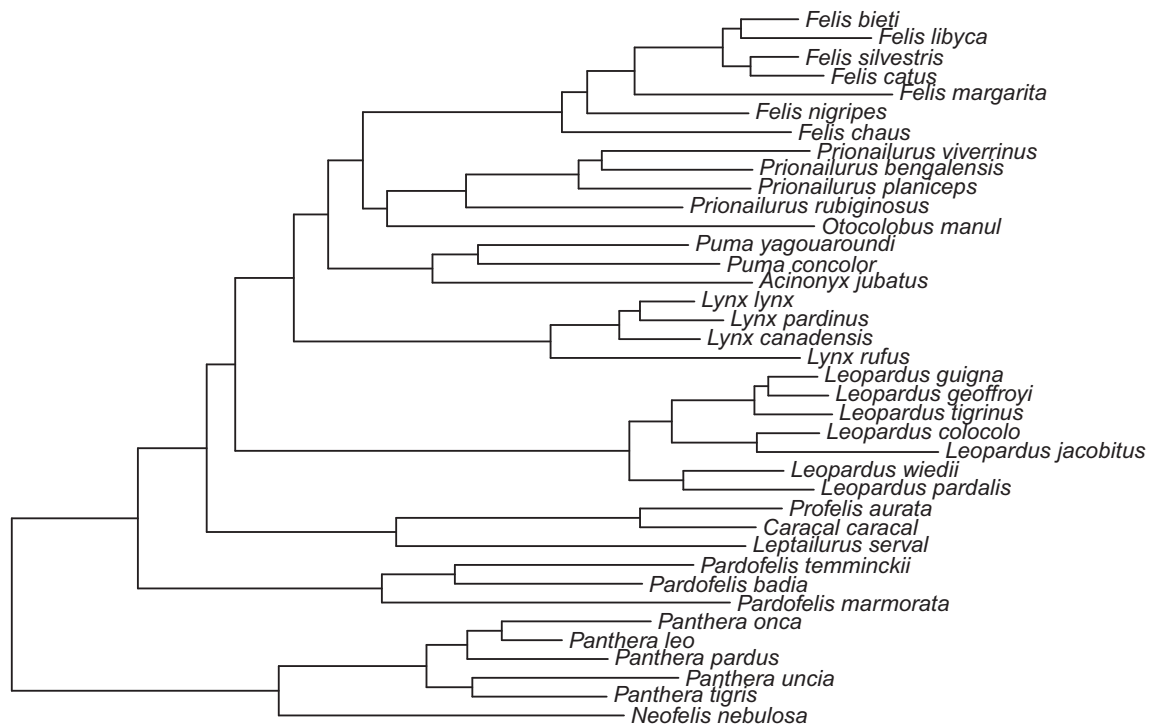 Felis bieti
Felis libyca
Felis silvestris
Felis catus
Felis margarita
Felis nigripes
Felis chaus
Prionailurus viverrinus
Prionailurus bengalensis
Prionailurus planiceps
Prionailurus rubiginosus
Otocolobus manul
Puma yagouaroundi
Puma concolor
Acinonyx jubatus
Lynx lynx
Lynx pardinus
Lynx canadensis
Lynx rufus
Leopardus guigna
Leopardus geoffroyi
Leopardus tigrinus
Leopardus colocolo
Leopardus jacobitus
Leopardus wiedii
Leopardus pardalis
Profelis aurata
Caracal caracal
Leptailurus serval
Pardofelis temminckii
Pardofelis badia
Pardofelis marmorata
Panthera onca
Panthera leo
Panthera pardus
Panthera uncia
Panthera tigris
Neofelis nebulosa